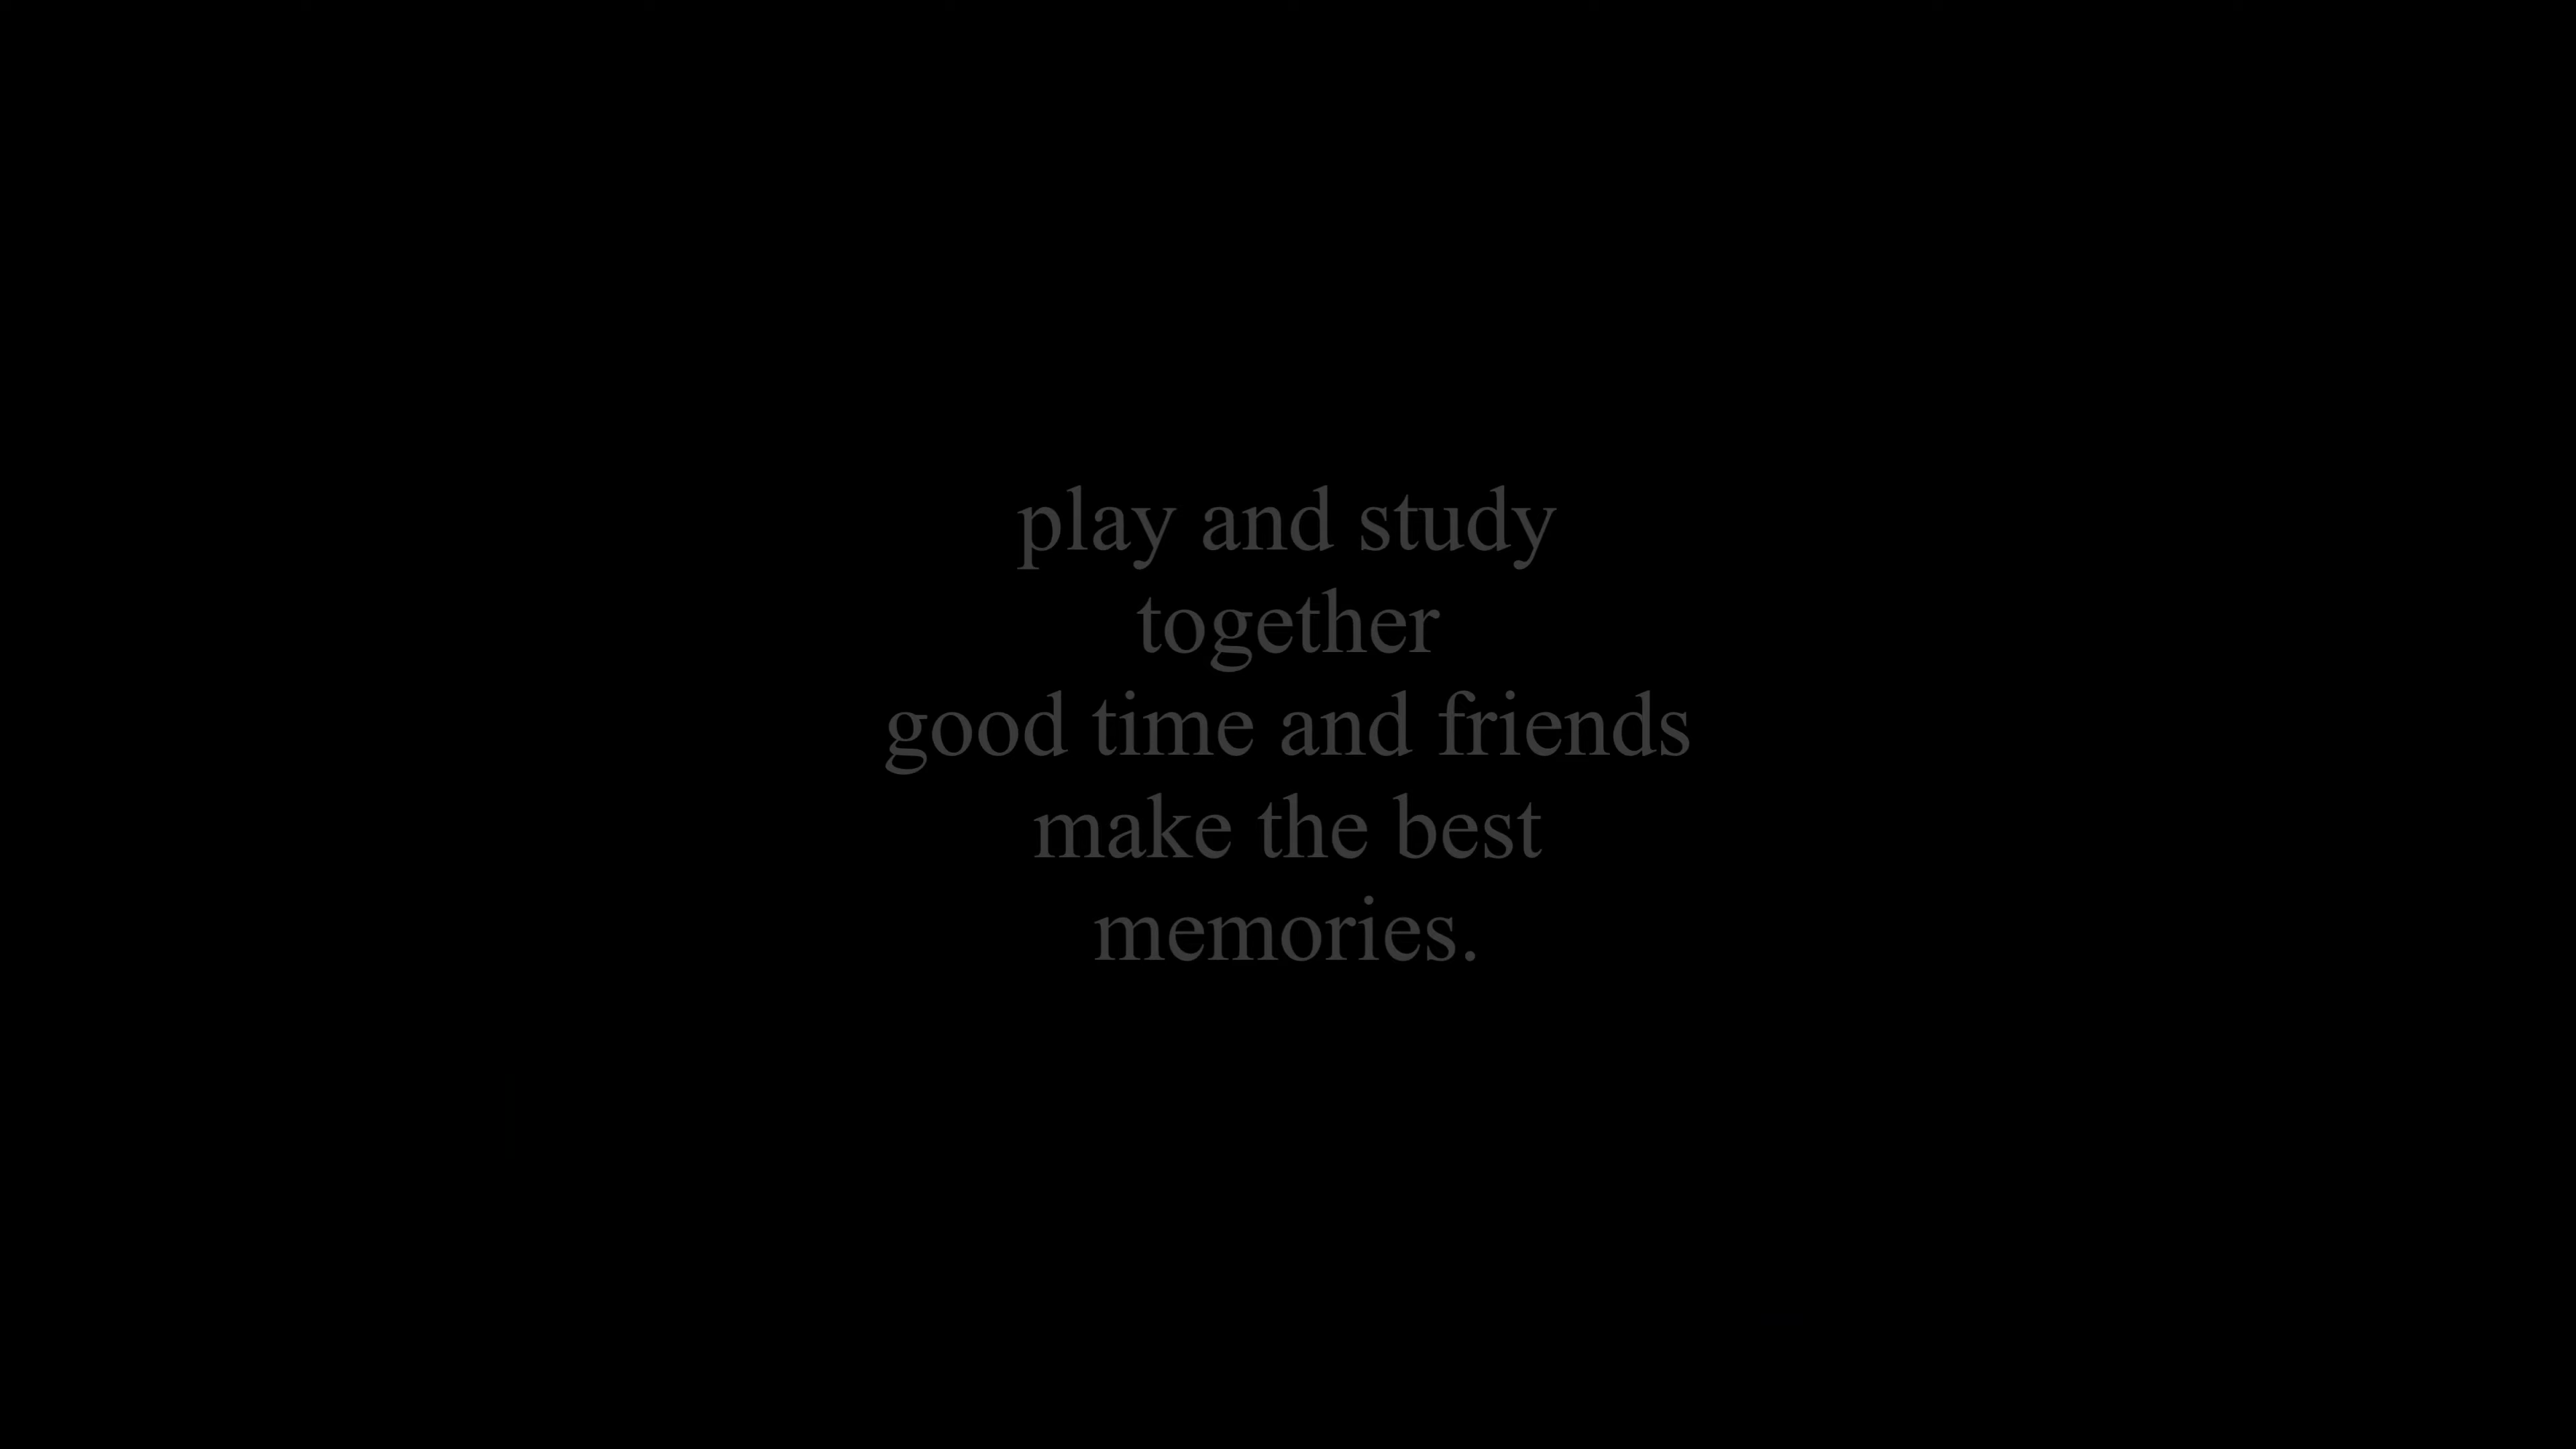 play and study
together
good time and friends
make the best
memories.